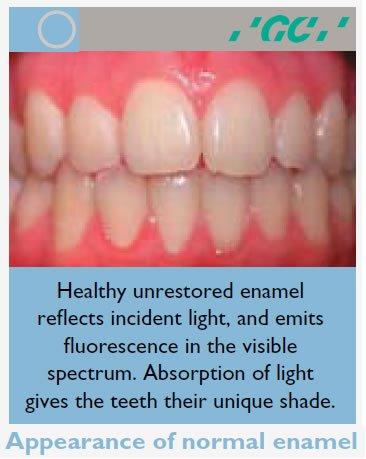 GC
Healthy unrestored enamel
reflects incident light, and emits
fluorescence in the visible
spectrum. Absorption of light
gives the teeth their unique shade.
Appearance of normal enamel